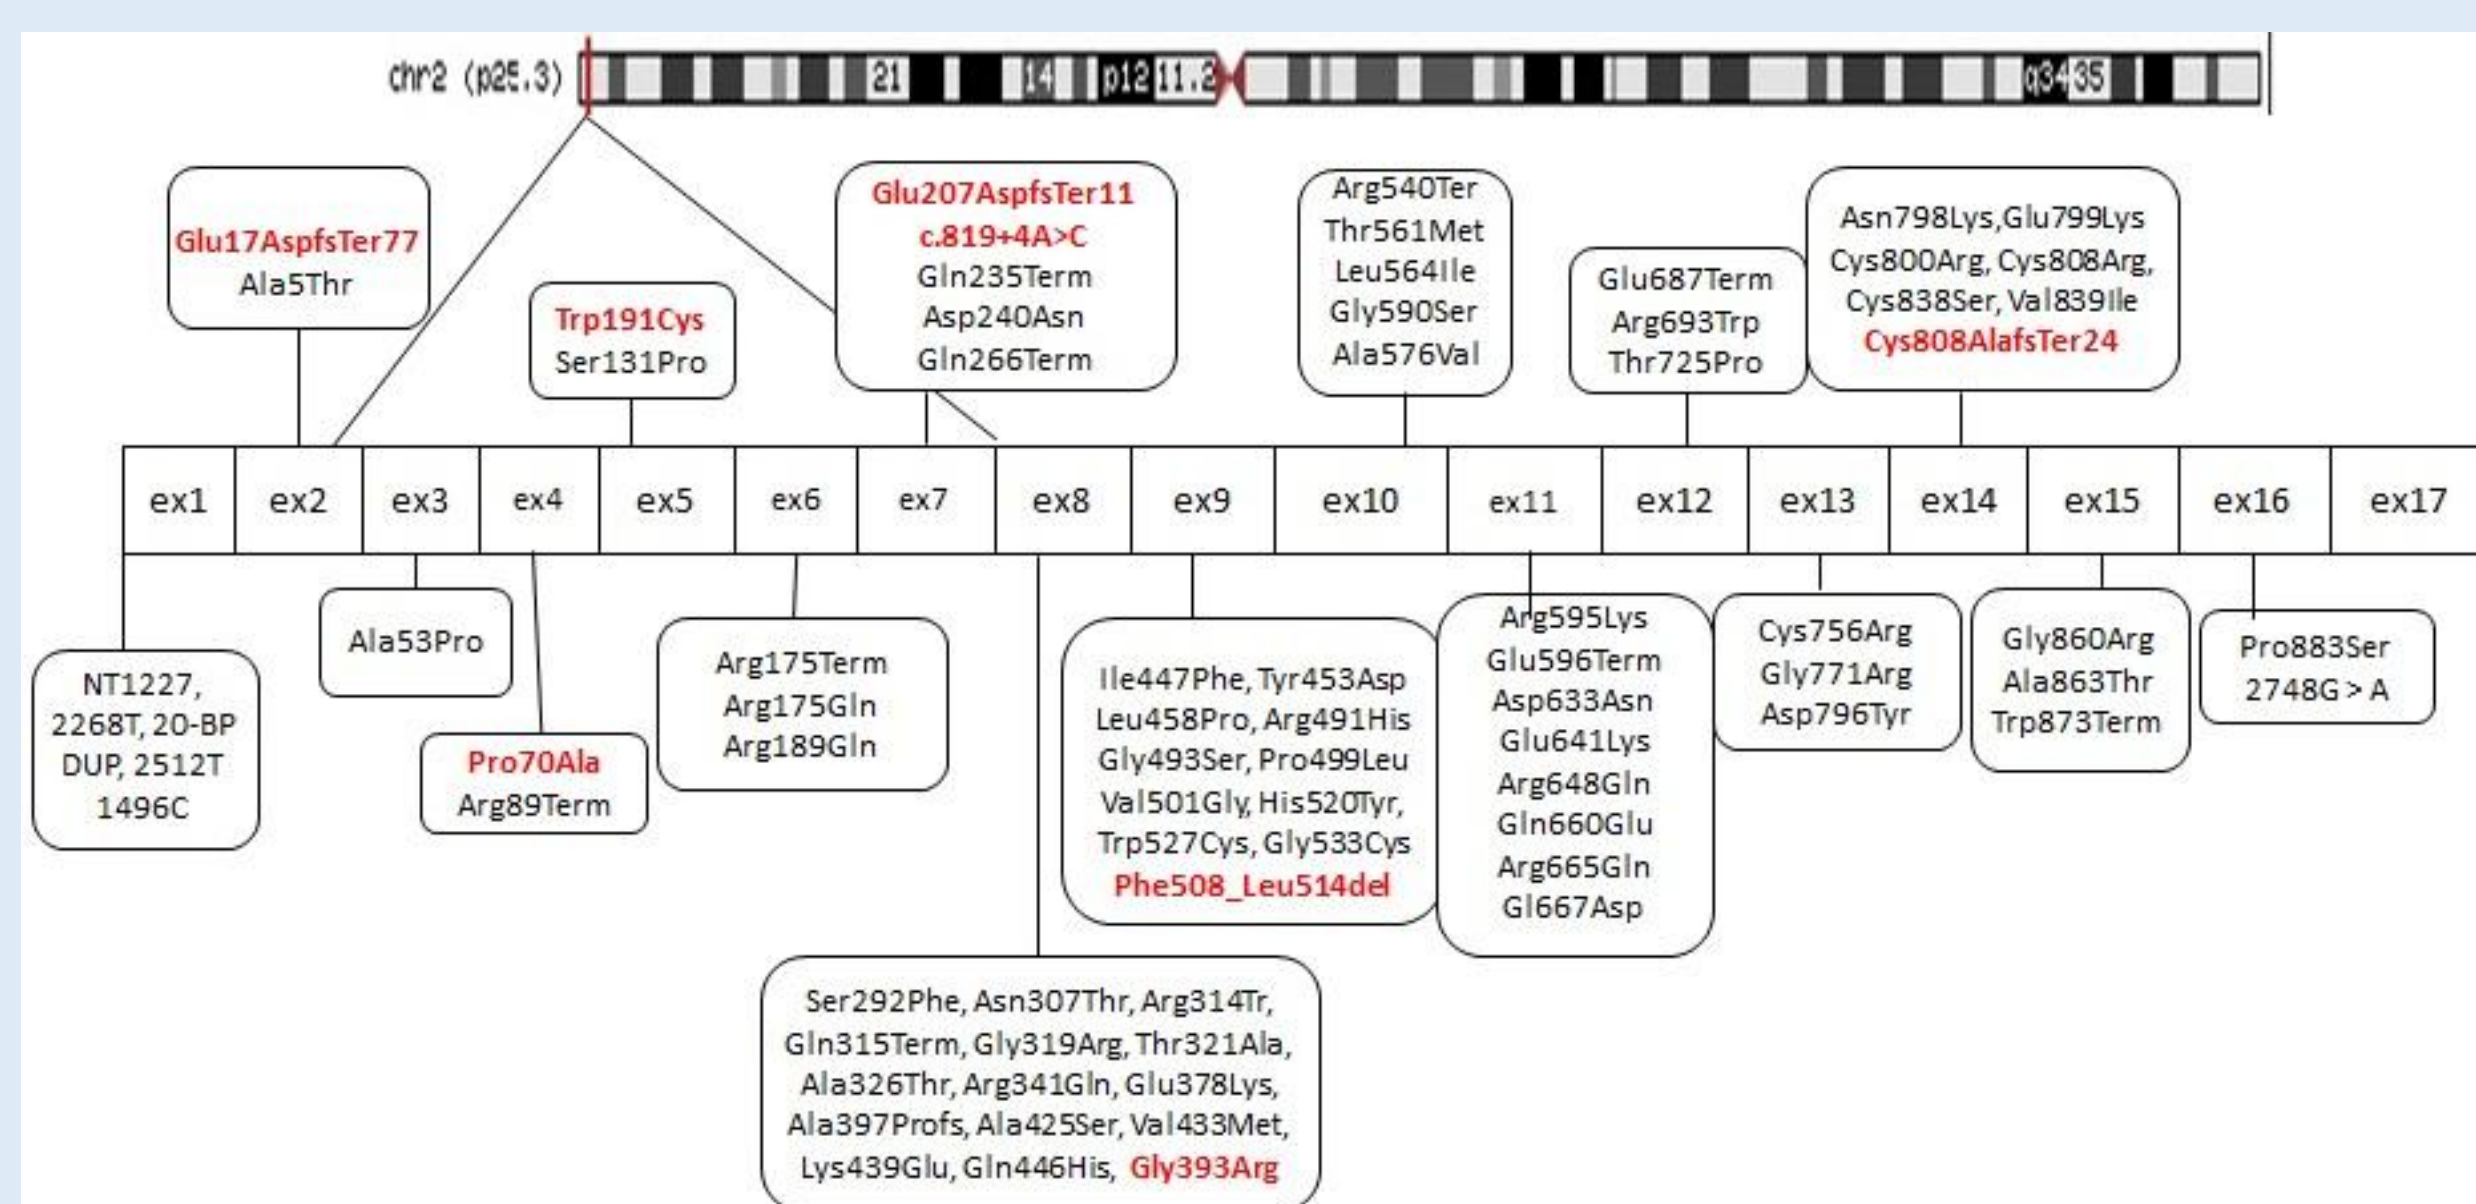 chr2 (p25.3)
21 14 p12 11.2 q34 35
Glu17AspfsTer77
Ala5Thr
Trp191Cys
Ser131Pro
Glu207AspfsTer11
c.819+4A>C
Gln235Term
Asp240Asn
Gln266Term
Arg540Ter
Thr561Met
Leu564Ile
Gly590Ser
Ala576Val
Glu687Term
Arg693Trp
Thr725Pro
Asn798Lys,Glu799Lys
Cys800Arg, Cys808Arg,
Cys838Ser, Val839Ile
Cys808AlafsTer24
ex1 ex2 ex3 ex4 ex5 ex6 ex7 ex8 ex9 ex10 ex11 ex12 ex13 ex14 ex15 ex16 ex17
NT1227,
2268T, 20-BP
DUP, 2512T
1496C
Ala53Pro
Pro70Ala
Arg89Term
Arg175Term
Arg175Gln
Arg189Gln
Ser292Phe, Asn307Thr, Arg314Tr,
Gln315Term, Gly319Arg, Thr321Ala,
Ala326Thr, Arg341Gln, Glu378Lys,
Ala397Profs, Ala425Ser, Val433Met,
Lys439Glu, Gln446His, Gly393Arg
Ile447Phe, Tyr453Asp
Leu458Pro, Arg491His
Gly493Ser, Pro499Leu
Val501Gly, His520Tyr,
Trp527Cys, Gly533Cys
Phe508_Leu514del
Arg595Lys
Glu596Term
Asp633Asn
Glu641Lys
Arg648Gln
Gln660Glu
Arg665Gln
Gl667Asp
Cys756Arg
Gly771Arg
Asp796Tyr
Gly860Arg
Ala863Thr
Trp873Term
Pro883Ser
2748G > A